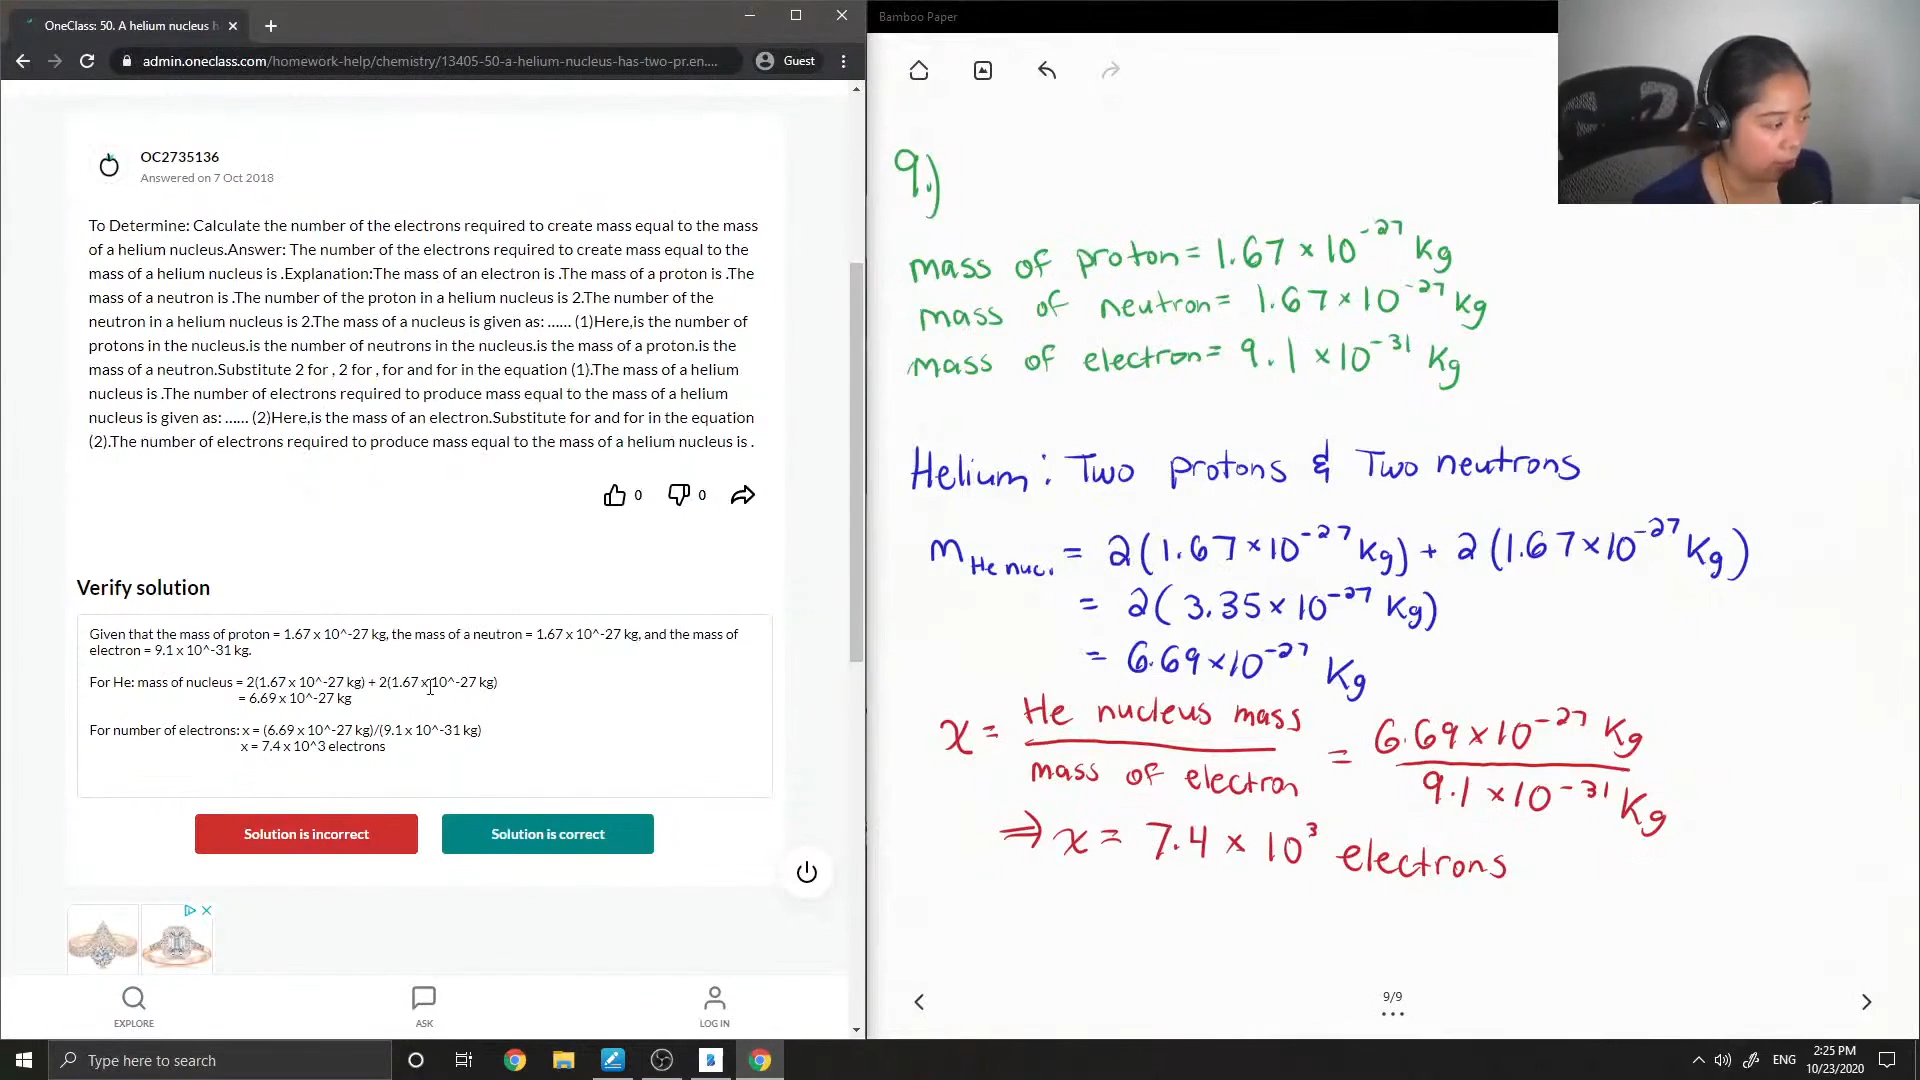 OneClass: 50. A helium nucleus h
admin.oneclass.com/homework-help/chemistry/13405-50-a-helium-nucleus-has-two-pr.en....
Guest
OC2735136
Answered on 7 Oct 2018
To Determine: Calculate the number of the electrons required to create mass equal to the mass
of a helium nucleus.Answer: The number of the electrons required to create mass equal to the
mass of a helium nucleus is .Explanation:The mass of an electron is .The mass of a proton is .The
mass of a neutron is .The number of the proton in a helium nucleus is 2.The number of the
neutron in a helium nucleus is 2.The mass of a nucleus is given as: ...... (1)Here,is the number of
protons in the nucleus.is the number of neutrons in the nucleus.is the mass of a proton.is the
mass of a neutron.Substitute 2 for , 2 for , for and for in the equation (1).The mass of a helium
nucleus is .The number of electrons required to produce mass equal to the mass of a helium
nucleus is given as: ...... (2)Here,is the mass of an electron.Substitute for and for in the equation
(2).The number of electrons required to produce mass equal to the mass of a helium nucleus is .
0 0
Verify solution
Given that the mass of proton = 1.67 x 10^-27 kg, the mass of a neutron = 1.67 x 10^-27 kg, and the mass of
electron = 9.1 x 10^-31 kg.
For He: mass of nucleus = 2(1.67 x 10^-27 kg) + 2(1.67 x 10^-27 kg)
= 6.69 x 10^-27 kg
For number of electrons: x = (6.69 x 10^-27 kg)/(9.1 x 10^-31 kg)
x = 7.4 x 10^3 electrons
Solution is incorrect
Solution is correct
EXPLORE
ASK
LOG IN
Bamboo Paper
9.)
mass of proton = 1.67 × 10⁻²⁷ Kg
mass of neutron = 1.67 × 10⁻²⁷ Kg
mass of electron = 9.1 × 10⁻³¹ Kg
Helium: Two protons & Two neutrons
m He nuc. = 2(1.67 × 10⁻²⁷ Kg) + 2(1.67 × 10⁻²⁷ Kg)
= 2(3.35 × 10⁻²⁷ Kg)
= 6.69 × 10⁻²⁷ Kg
x = He nucleus mass / mass of electron = 6.69 × 10⁻²⁷ Kg / 9.1 × 10⁻³¹ Kg
⇒ x = 7.4 × 10³ electrons
9/9
Type here to search
ENG
2:25 PM
10/23/2020